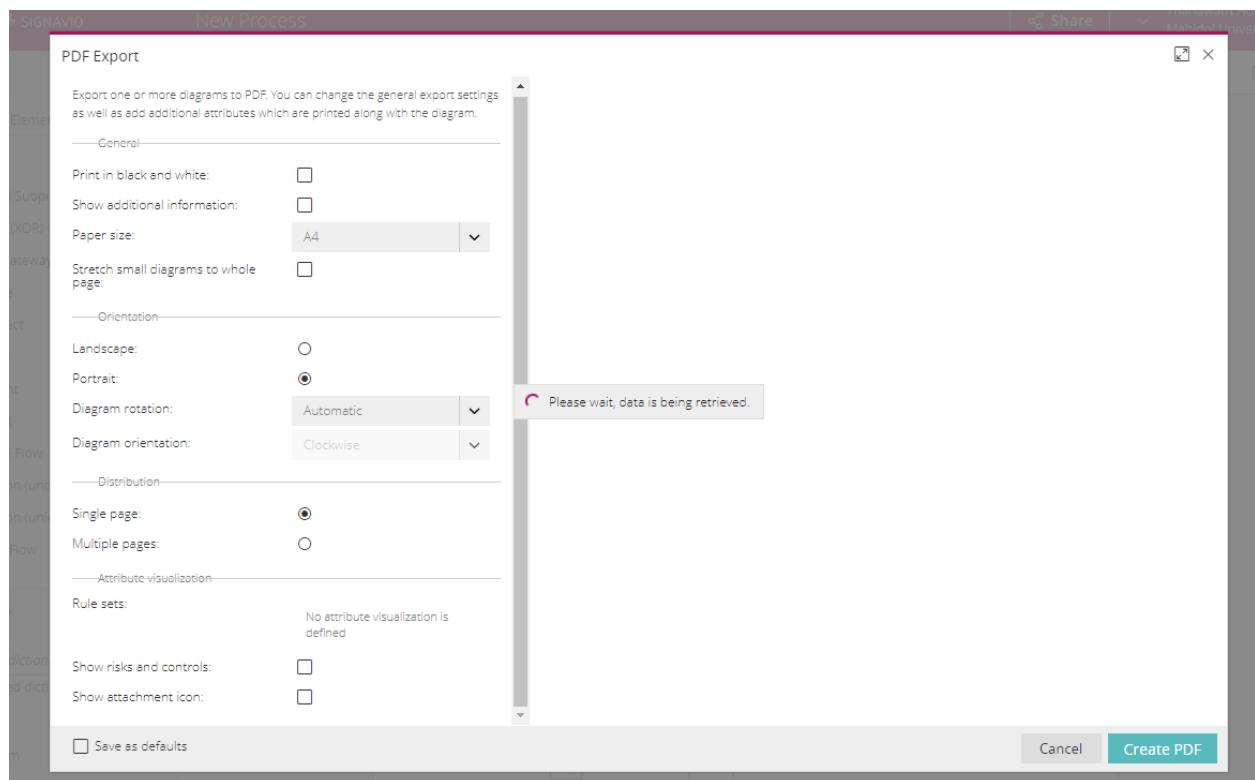 SIGNAVIO
New Process
Share
PDF Export
Export one or more diagrams to PDF. You can change the general export settings
as well as add additional attributes which are printed along with the diagram.
General
Print in black and white:
Show additional information:
Paper size:
A4
Stretch small diagrams to whole
page:
Orientation
Landscape:
Portrait:
Please wait, data is being retrieved.
Diagram rotation:
Automatic
Diagram orientation:
Clockwise
Distribution
Single page:
Multiple pages:
Attribute visualization
Rule sets:
No attribute visualization is
defined
Show risks and controls:
Show attachment icon:
Save as defaults
Cancel
Create PDF